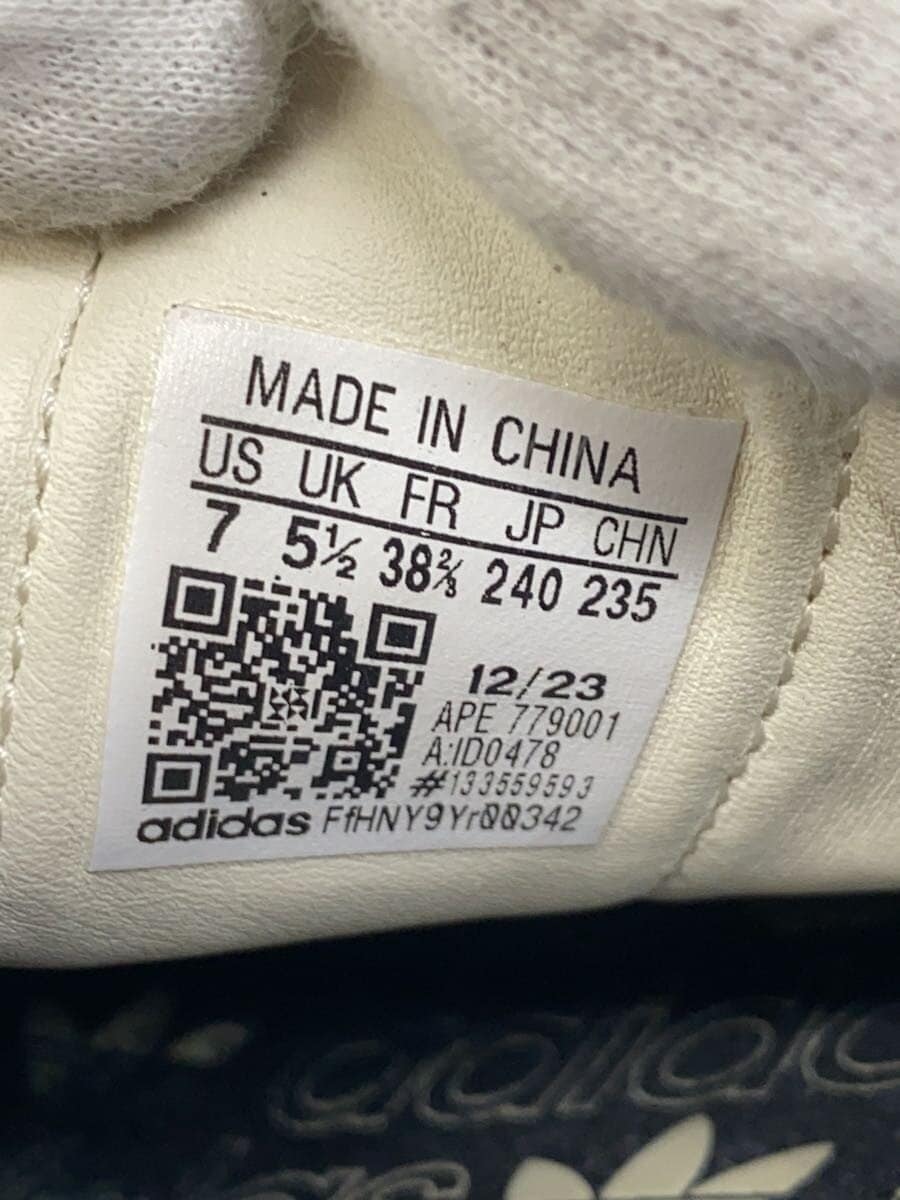 MADE IN CHINA
US UK FR JP CHN
7 5½ 38⅔ 240 235
12/23
APE 779001
A:ID0478
#133559593
adidas FfHNY9Yr00342
adidas